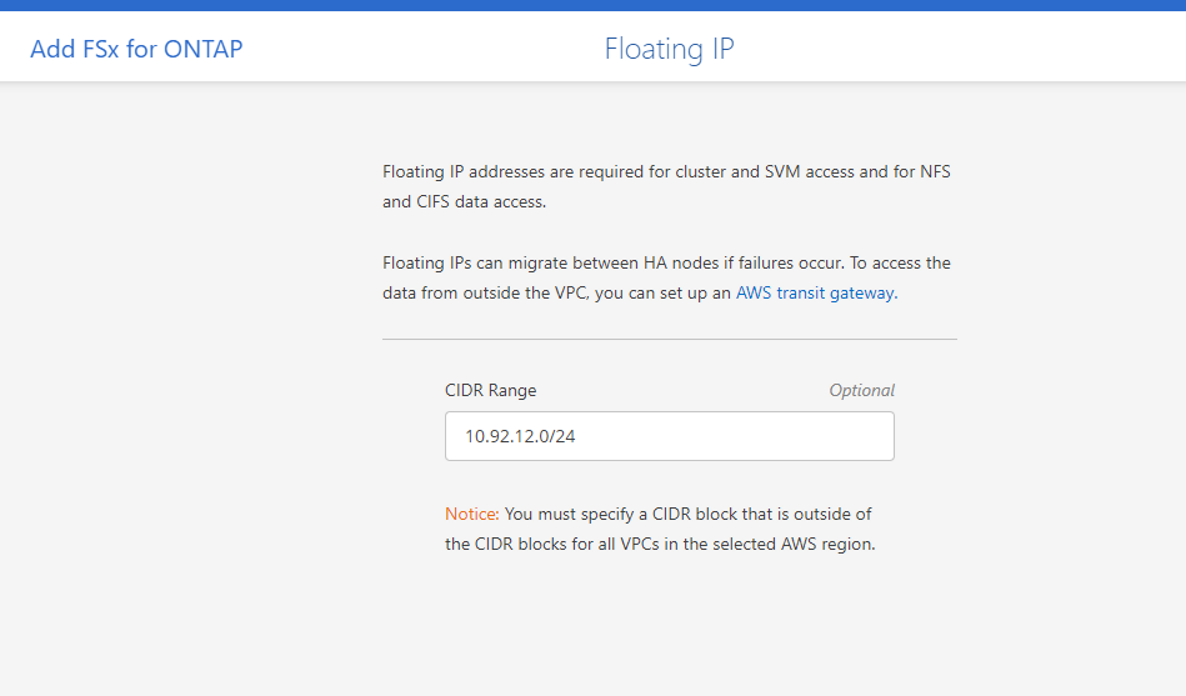 Add FSx for ONTAP
Floating IP
Floating IP addresses are required for cluster and SVM access and for NFS
and CIFS data access.
Floating IPs can migrate between HA nodes if failures occur. To access the
data from outside the VPC, you can set up an AWS transit gateway.
CIDR Range
Optional
10.92.12.0/24
Notice: You must specify a CIDR block that is outside of
the CIDR blocks for all VPCs in the selected AWS region.